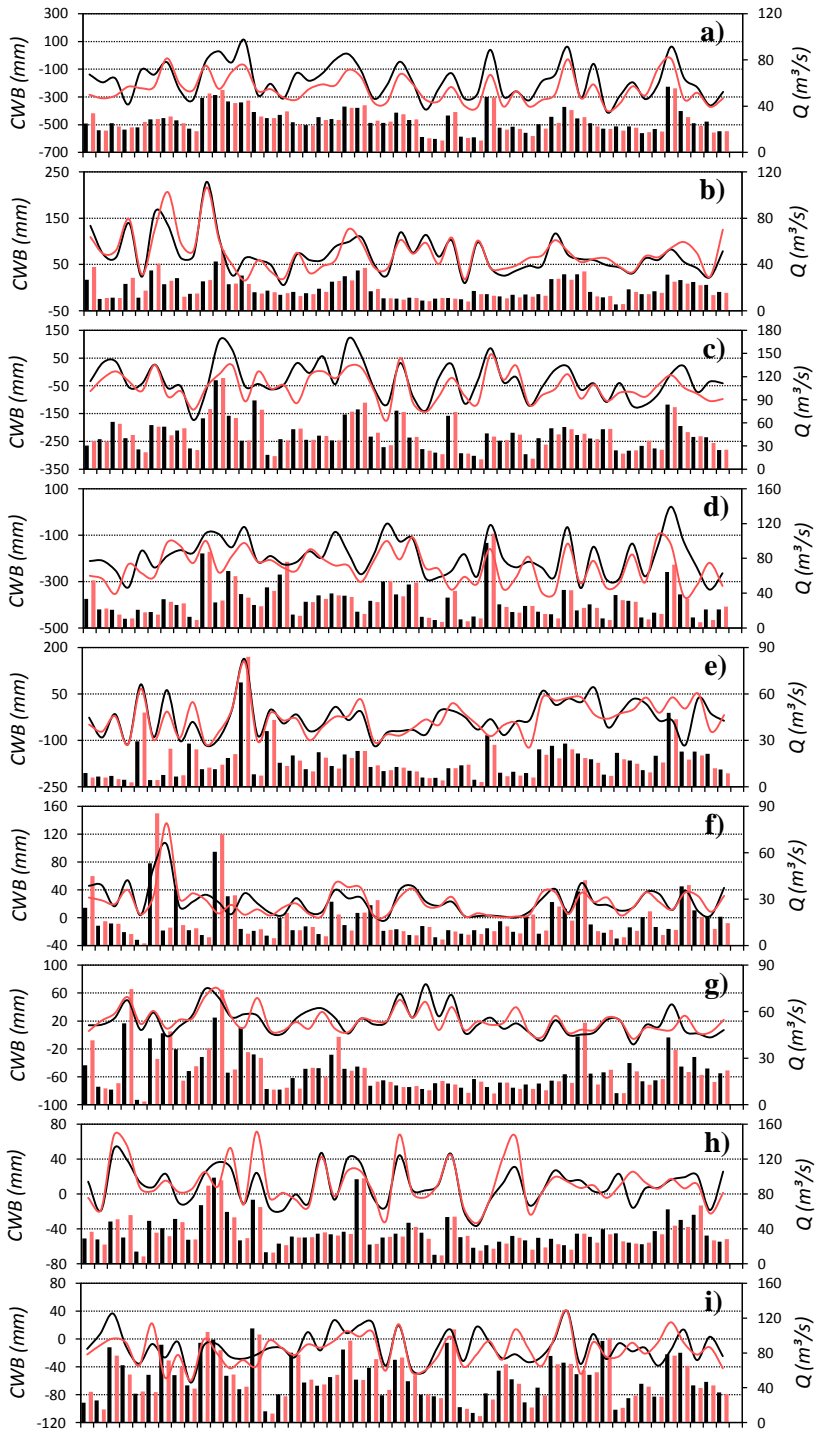 300 120
100 a)
-100 80
-300 40
-500
-700 0
CWB (mm) Q (m³/s)
250 120
b)
150 80
50 40
-50 0
CWB (mm) Q (m³/s)
150 180
50 c) 150
-50 120
90
-150 60
-250 30
-350 0
CWB (mm) Q (m³/s)
100 160
d)
-100 120
80
-300 40
-500 0
CWB (mm) Q (m³/s)
200 90
e)
50 60
-100 30
-250 0
CWB (mm) Q (m³/s)
160 90
f)
120
80 60
40 30
0
-40 0
CWB (mm) Q (m³/s)
100 90
g)
60 60
20
-20 30
-60
-100 0
CWB (mm) Q (m³/s)
80 160
h)
40 120
0 80
-40 40
-80 0
CWB (mm) Q (m³/s)
80 160
i)
40 120
0
-40 80
-80 40
-120 0
CWB (mm) Q (m³/s)